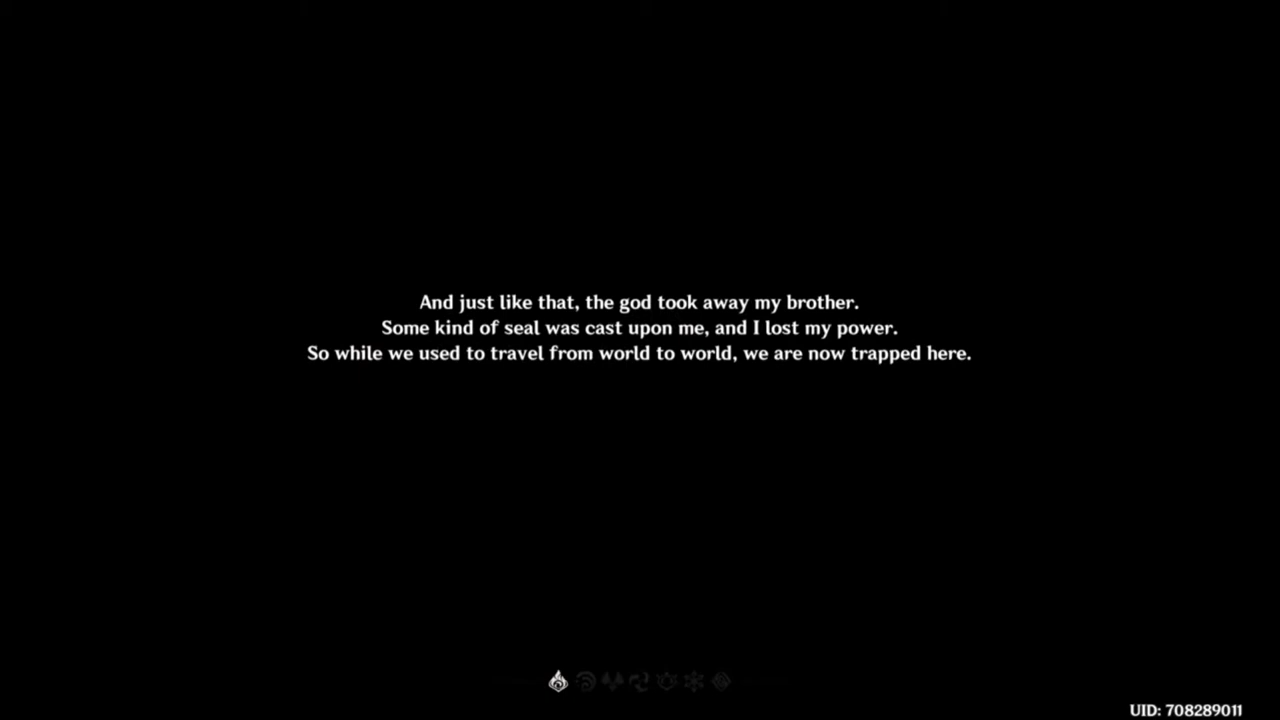 And just like that, the god took away my brother.
Some kind of seal was cast upon me, and I lost my power.
So while we used to travel from world to world, we are now trapped here.
UID: 708289011